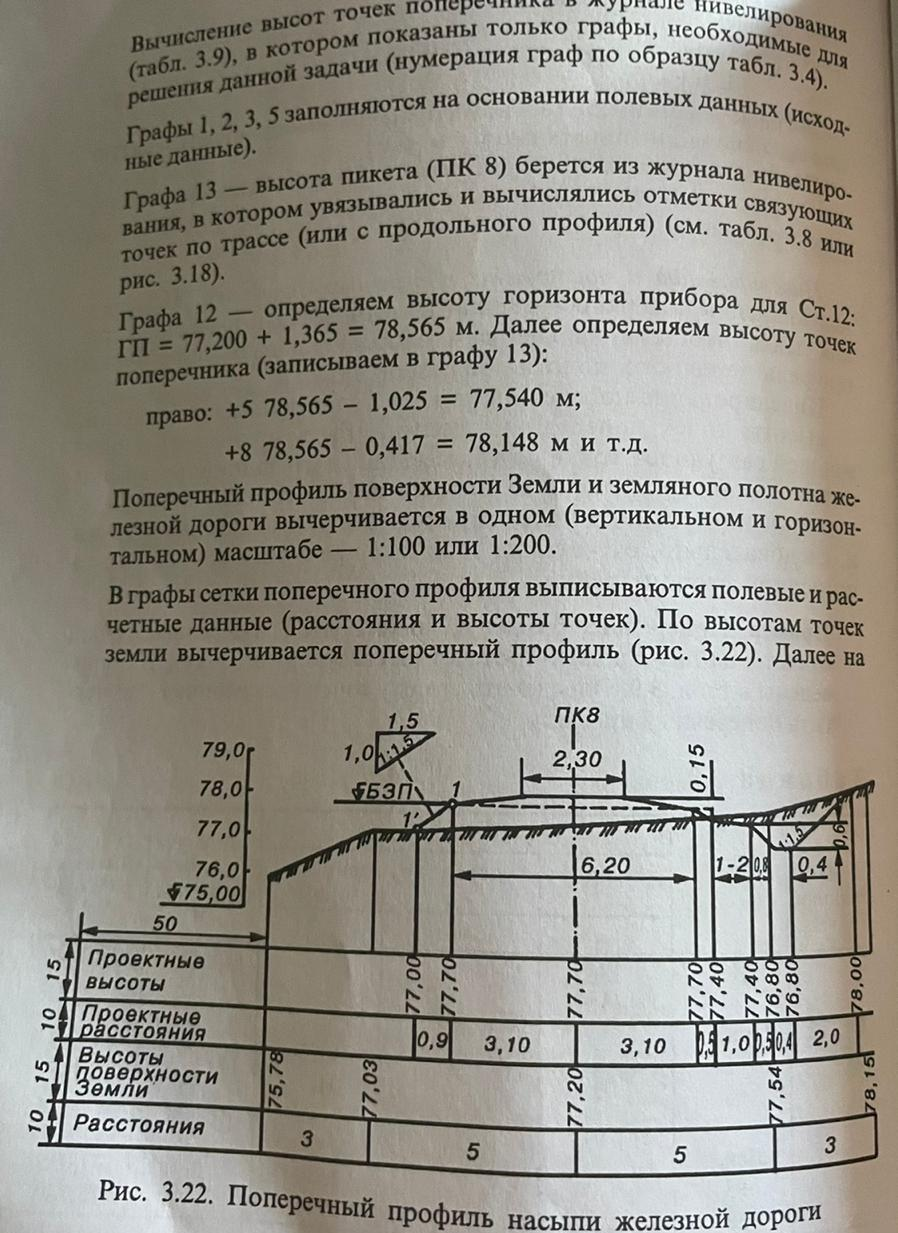 Вычисление высот точек поперечника в журнале нивелирования
(табл. 3.9), в котором показаны только графы, необходимые для
решения данной задачи (нумерация граф по образцу табл. 3.4).
Графы 1, 2, 3, 5 заполняются на основании полевых данных (исход-
ные данные).
Графа 13 — высота пикета (ПК 8) берется из журнала нивелиро-
вания, в котором увязывались и вычислялись отметки связующих
точек по трассе (или с продольного профиля) (см. табл. 3.8 или
рис. 3.18).
Графа 12 — определяем высоту горизонта прибора для Ст.12:
ГП = 77,200 + 1,365 = 78,565 м. Далее определяем высоту точек
поперечника (записываем в графу 13):
право: +5 78,565 – 1,025 = 77,540 м;
+8 78,565 – 0,417 = 78,148 м и т.д.
Поперечный профиль поверхности Земли и земляного полотна же-
лезной дороги вычерчивается в одном (вертикальном и горизон-
тальном) масштабе — 1:100 или 1:200.
В графы сетки поперечного профиля выписываются полевые и рас-
четные данные (расстояния и высоты точек). По высотам точек
земли вычерчивается поперечный профиль (рис. 3.22). Далее на
1,5
ПК8
79,0
1,0
1:1,5
2,30
0,15
78,0
БЗП
1
77,0
1'
1:1,5
0,6
76,0
6,20
1-2
0,8
0,4
75,00
50
15
Проектные
высоты
77,00
77,70
77,70
77,70
77,40
77,40
76,80
76,80
78,00
10
Проектные
расстояния
0,9
3,10
3,10
0,5
1,0
0,5
0,4
2,0
15
Высоты
поверхности
Земли
75,78
77,03
77,20
77,54
78,15
10
Расстояния
3
5
5
3
Рис. 3.22. Поперечный профиль насыпи железной дороги